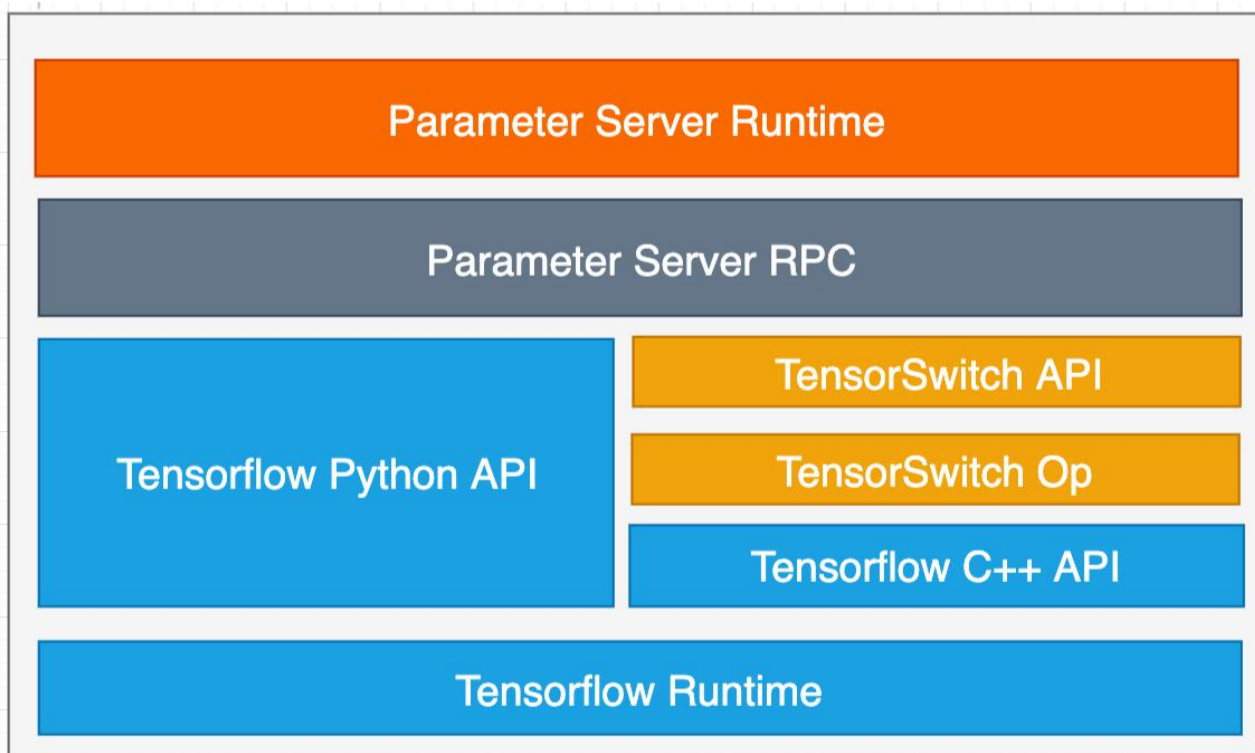 Parameter Server Runtime
Parameter Server RPC
Tensorflow Python API
TensorSwitch API
TensorSwitch Op
Tensorflow C++ API
Tensorflow Runtime